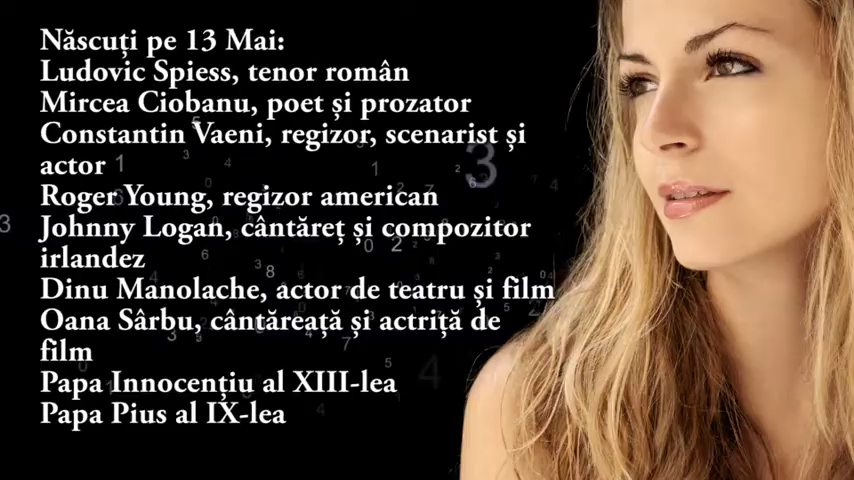 Născuți pe 13 Mai:
Ludovic Spiess, tenor român
Mircea Ciobanu, poet și prozator
Constantin Vaeni, regizor, scenarist și
actor
Roger Young, regizor american
Johnny Logan, cântăreț și compozitor
irlandez
Dinu Manolache, actor de teatru și film
Oana Sârbu, cântăreață și actriță de
film
Papa Innocențiu al XIII-lea
Papa Pius al IX-lea